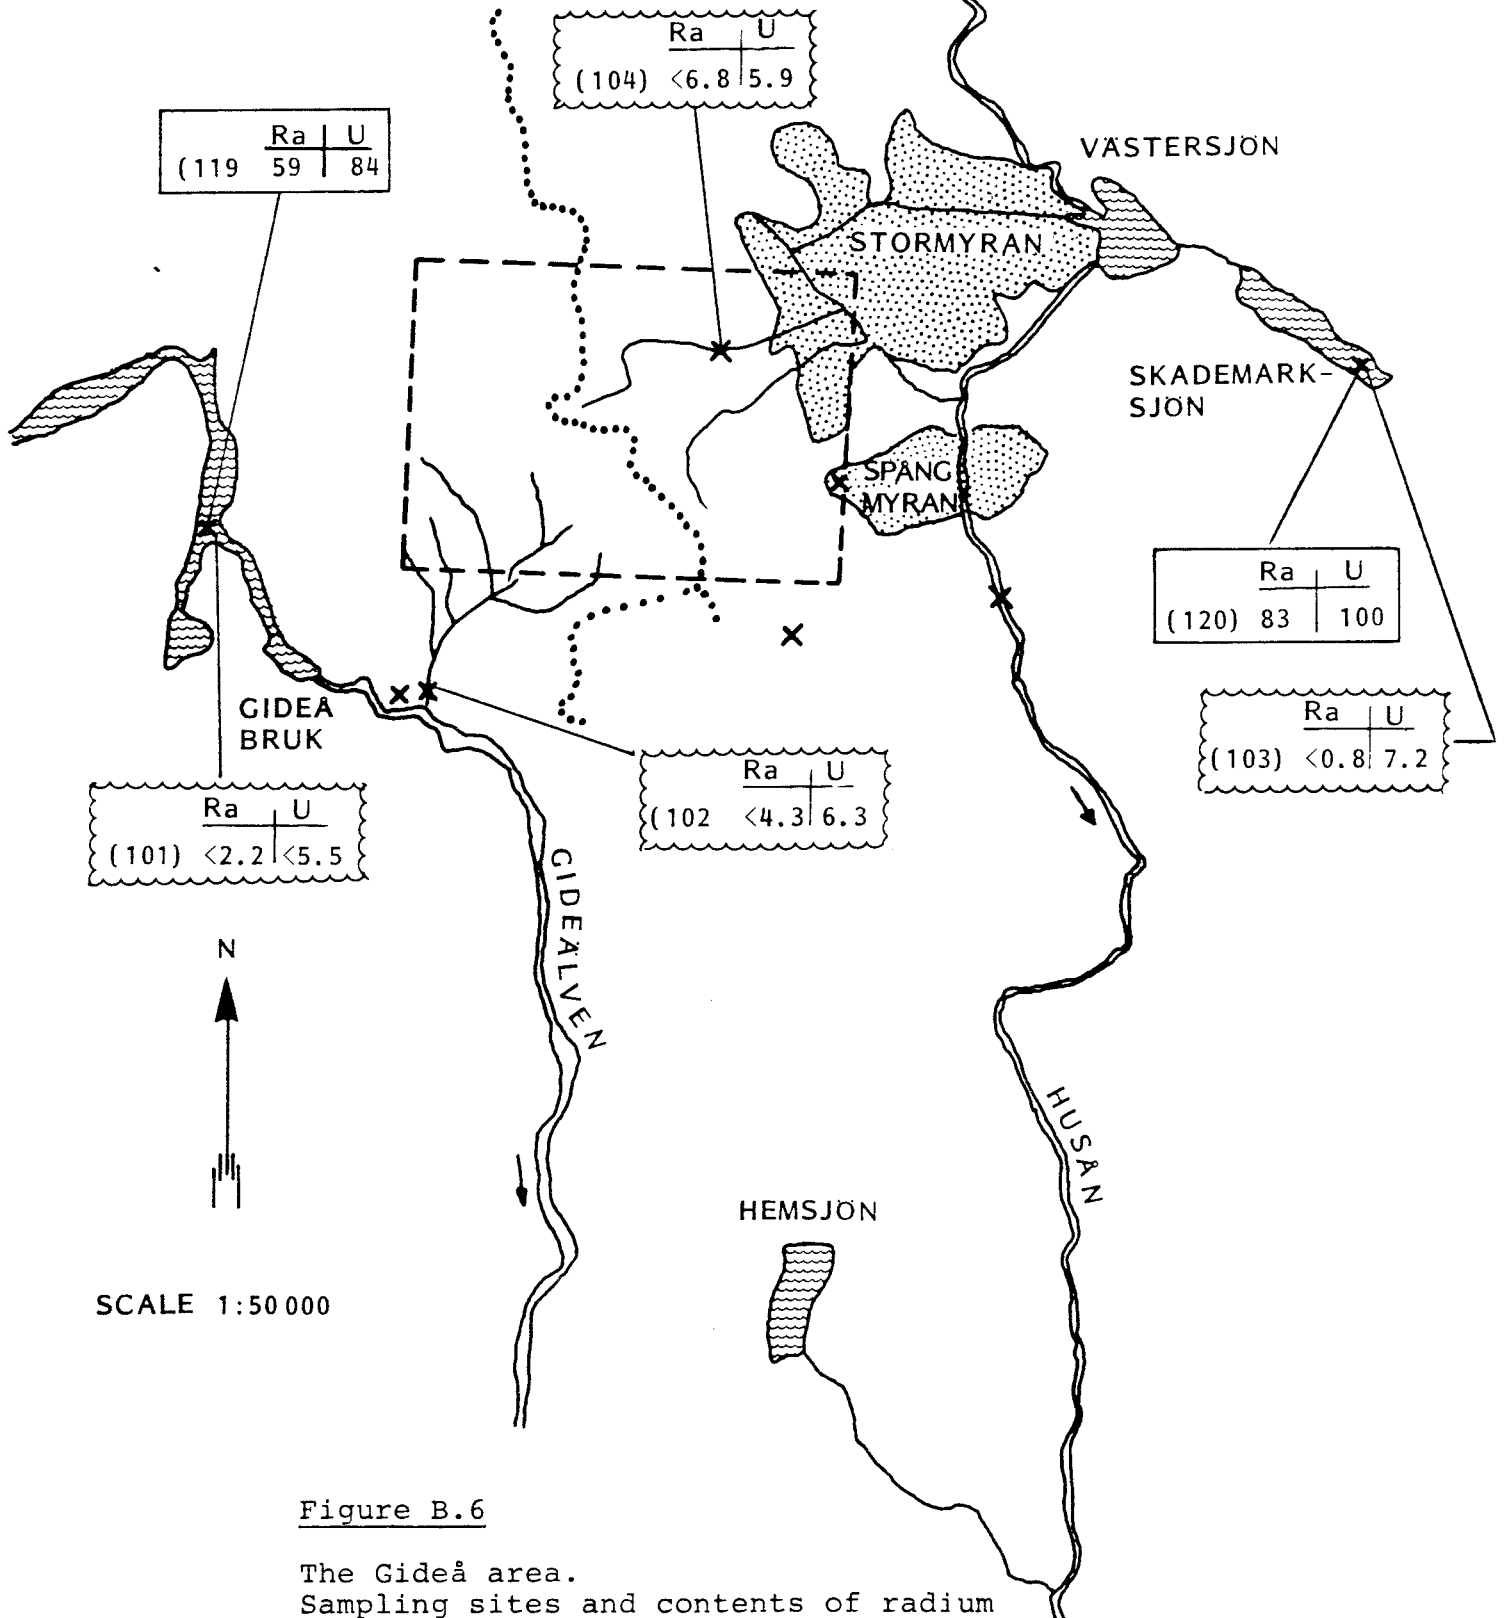 Ra U
(104) <6.8 5.9
Ra U
(119 59 84
VÄSTERSJÖN
STORMYRAN
SKADEMARK-
SJÖN
SPÅNG
MYRAN
Ra U
(120) 83 100
GIDEÅ
BRUK
Ra U
(103) <0.8 7.2
Ra U
(102 <4.3 6.3
Ra U
(101) <2.2 <5.5
GIDEÄLVEN
N
HUSÅN
HEMSJÖN
SCALE 1:50 000
Figure B.6
The Gideå area.
Sampling sites and contents of radium